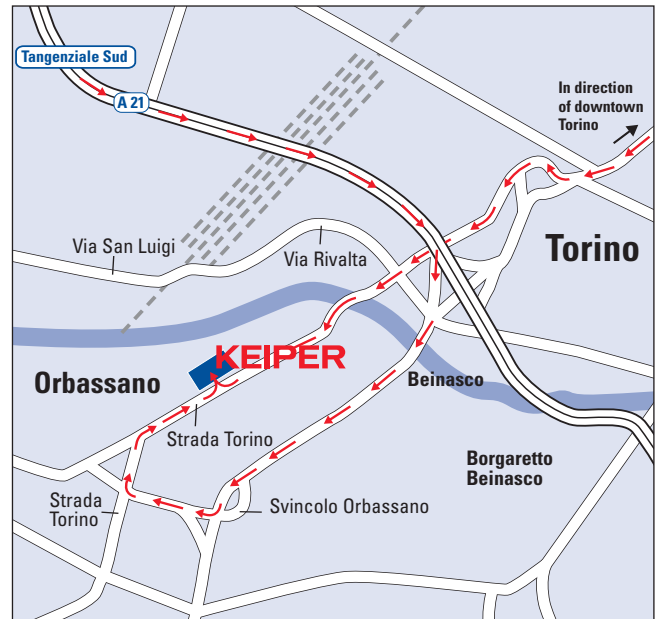 Tangenziale Sud
A 21
In direction
of downtown
Torino
Via San Luigi
Via Rivalta
Torino
KEIPER
Orbassano
Beinasco
Strada Torino
Borgaretto
Beinasco
Strada
Torino
Svincolo Orbassano